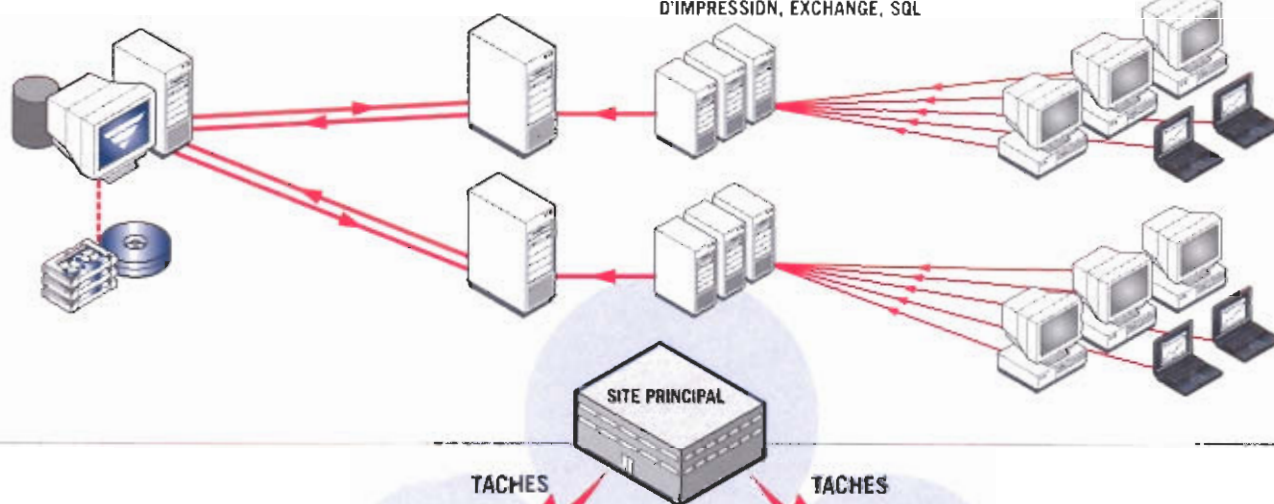 D'IMPRESSION, EXCHANGE, SQL
SITE PRINCIPAL
TACHES
TACHES